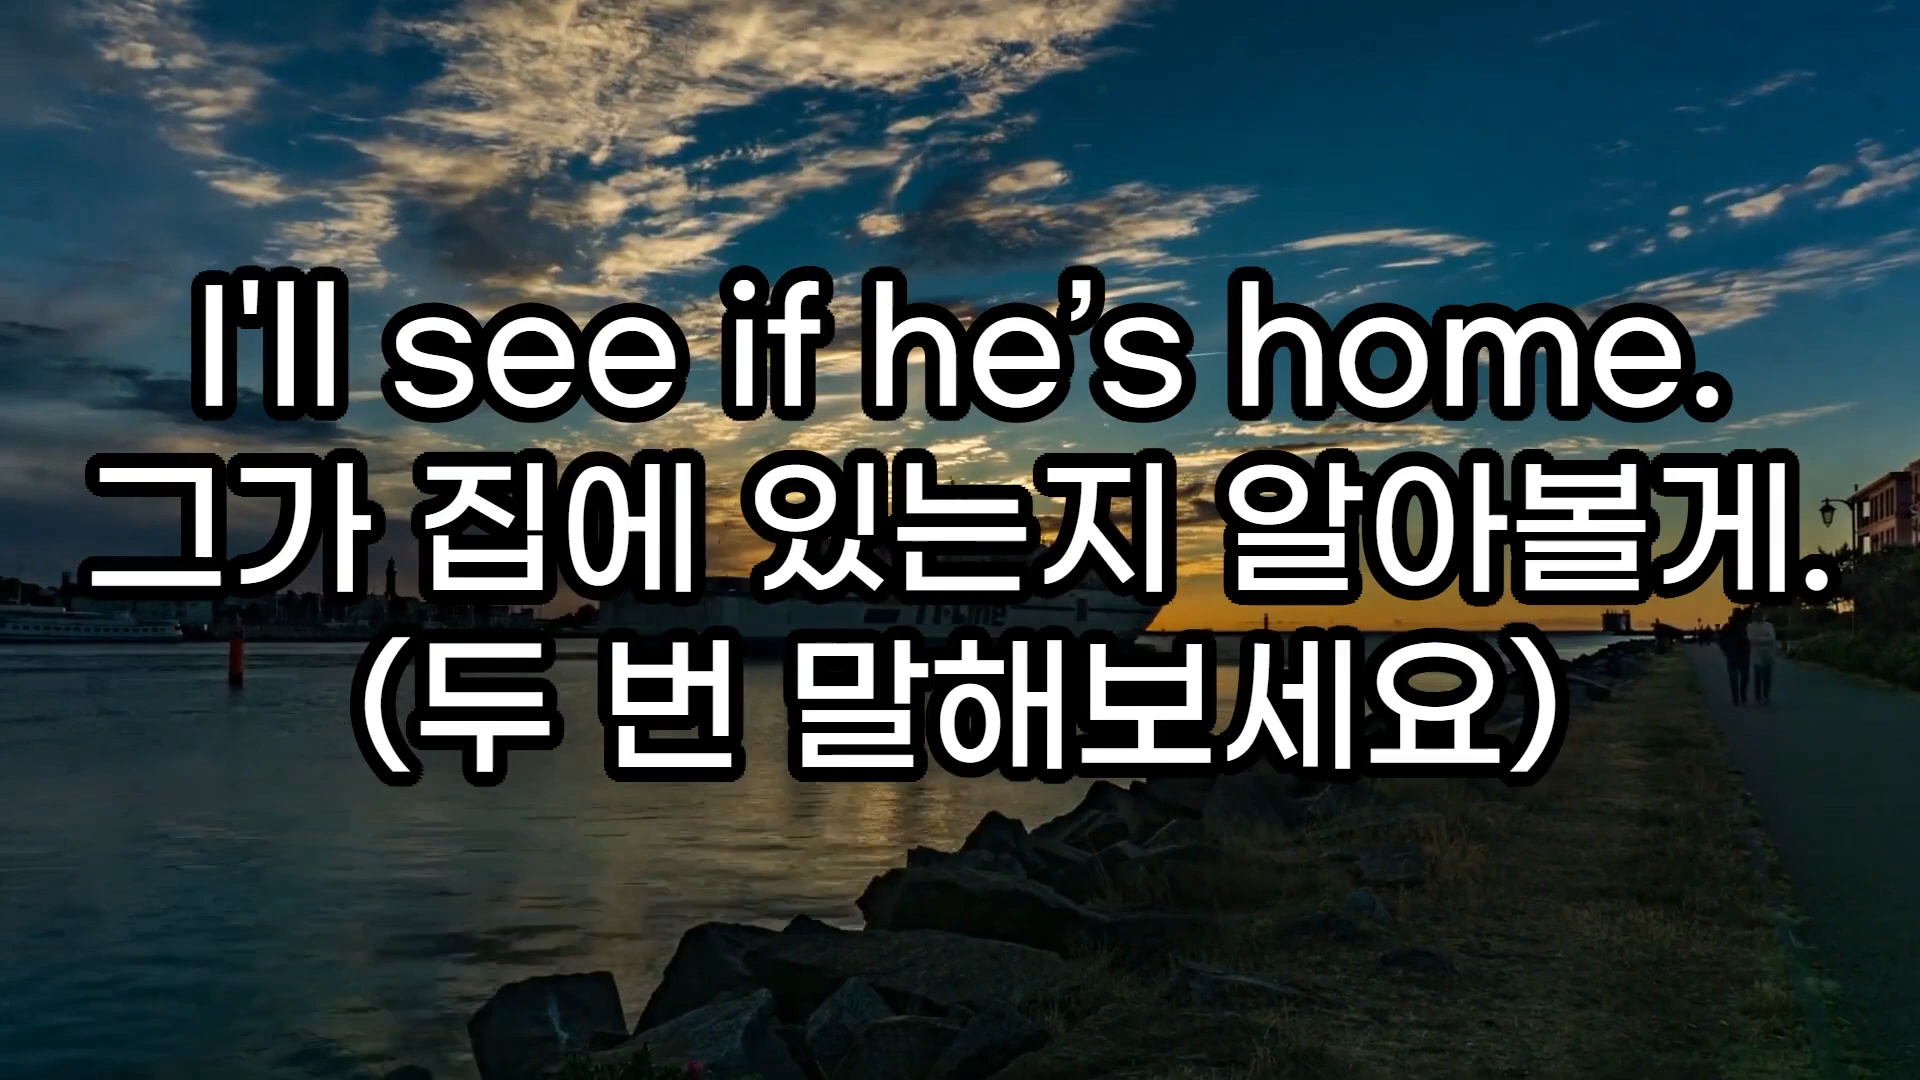 I'll see if he’s home.
그가 집에 있는지 알아볼게.
(두 번 말해보세요)